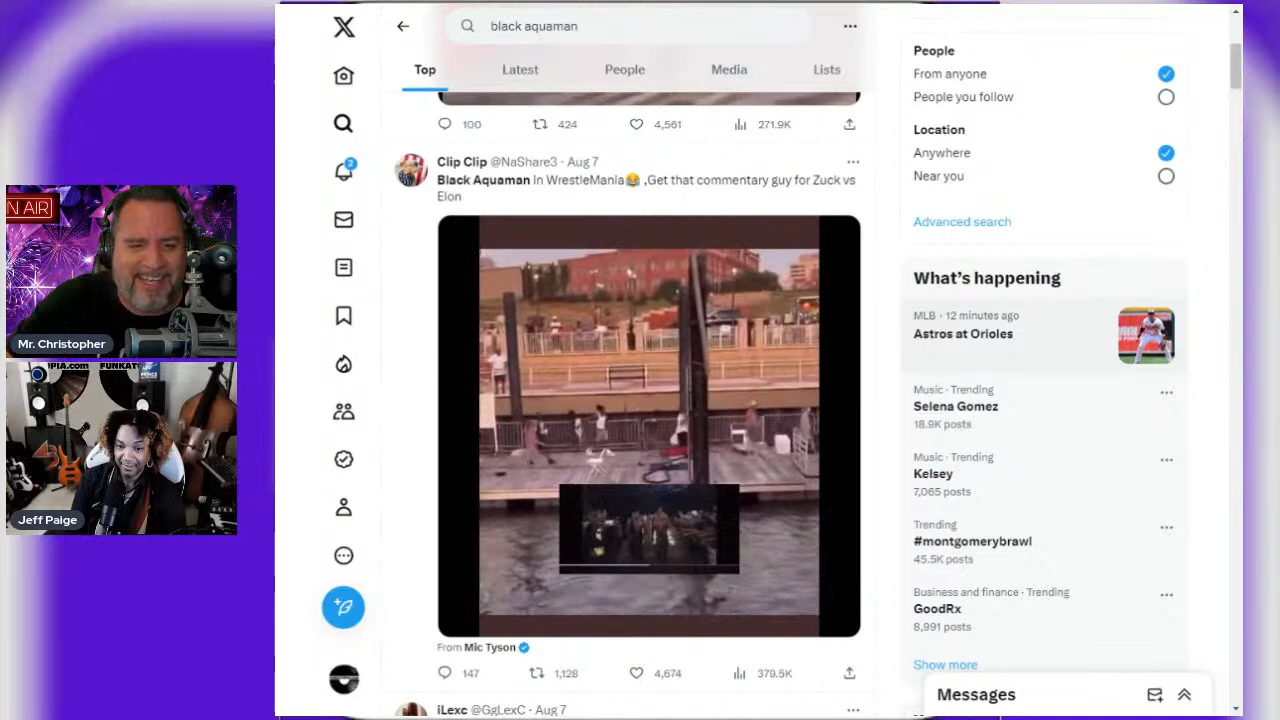 black aquaman
Top
Latest
People
Media
Lists
100
424
4,561
271.9K
Clip Clip @NaShare3 · Aug 7
Black Aquaman in WrestleMania😂 ,Get that commentary guy for Zuck vs
Elon
From Mic Tyson
147
1,128
4,674
379.5K
iLexc @GgLexC · Aug 7
People
From anyone
People you follow
Location
Anywhere
Near you
Advanced search
What's happening
MLB · 12 minutes ago
Astros at Orioles
Music · Trending
Selena Gomez
18.9K posts
Music · Trending
Kelsey
7,065 posts
Trending
#montgomerybrawl
45.5K posts
Business and finance · Trending
GoodRx
8,991 posts
Show more
Messages
2
N AIR
Mr. Christopher
PIA.com
FUNKATO
Jeff Paige